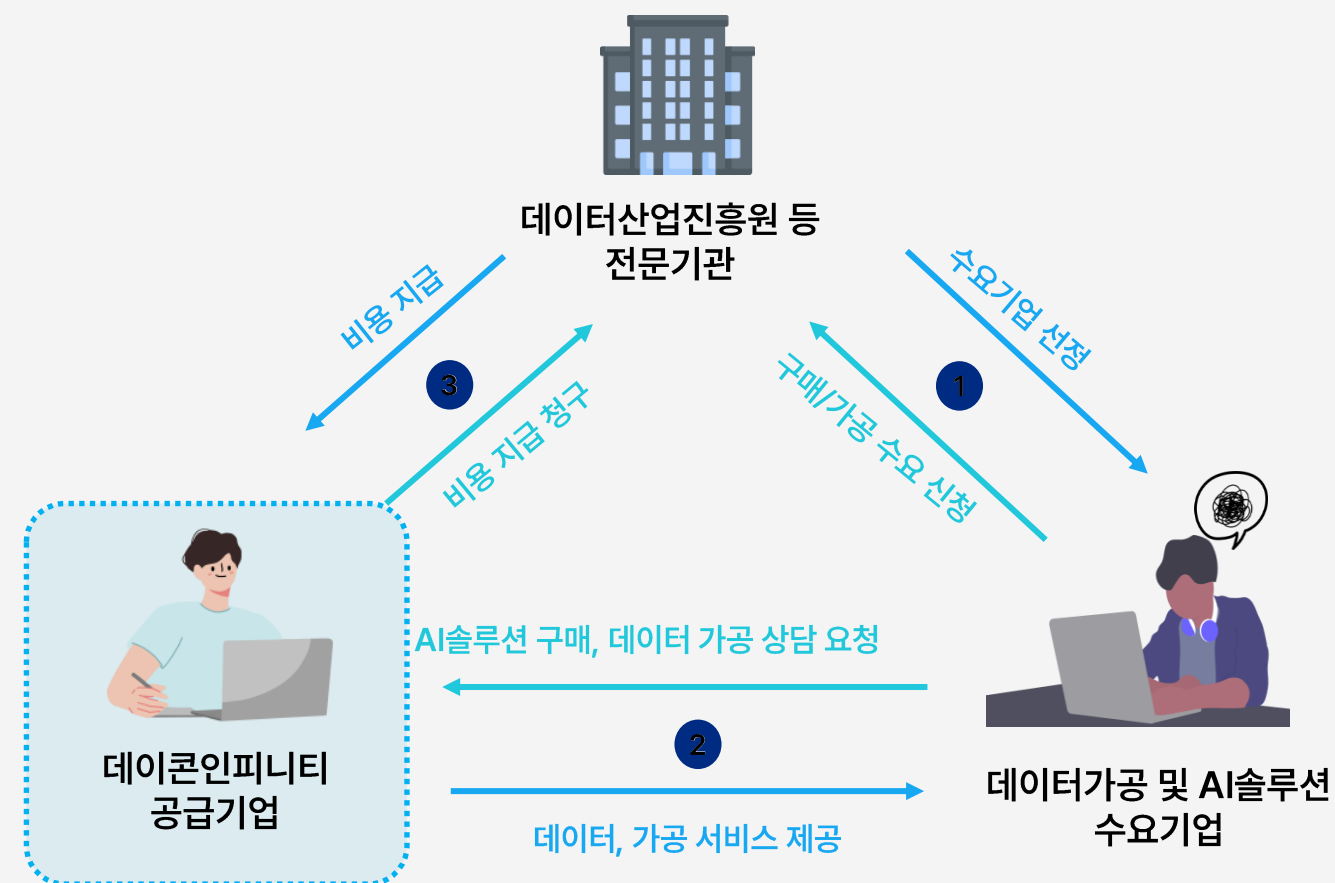 데이터산업진흥원 등
전문기관
비용 지급
수요기업 선정
3
1
비용 지급 청구
구매/가공 수요 신청
AI솔루션 구매, 데이터 가공 상담 요청
2
데이콘인피니티
공급기업
데이터, 가공 서비스 제공
데이터가공 및 AI솔루션
수요기업